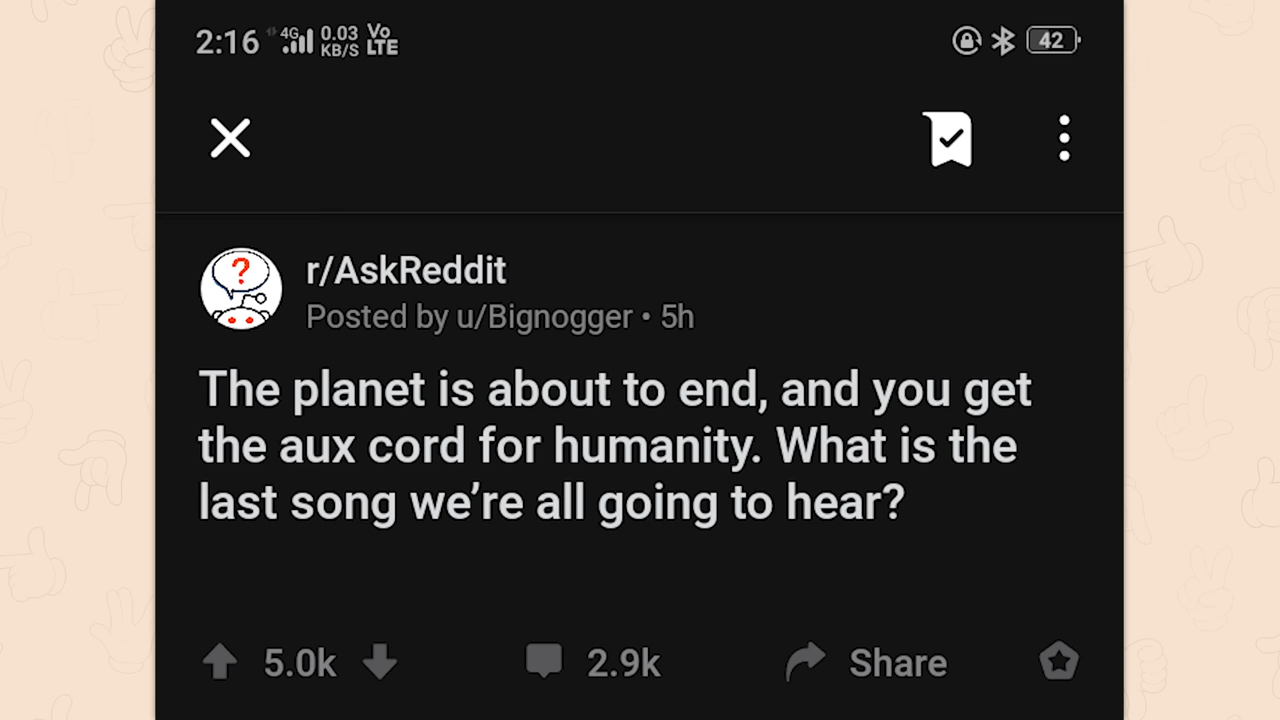 2:16 4G 0.03 KB/S Vo LTE 42
r/AskReddit
Posted by u/Bignogger • 5h
The planet is about to end, and you get
the aux cord for humanity. What is the
last song we’re all going to hear?
5.0k 2.9k Share